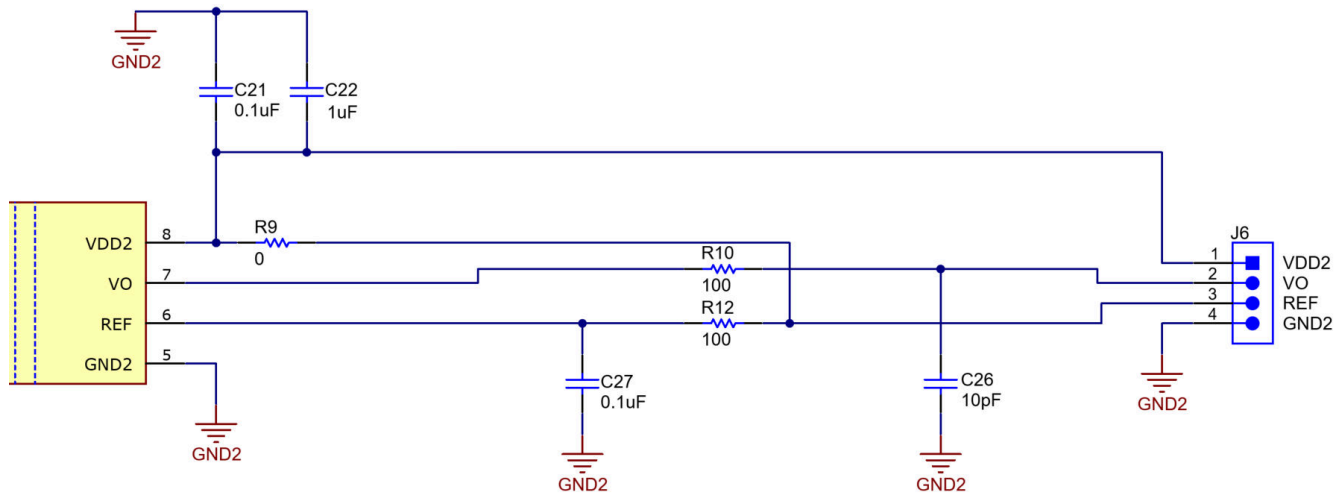 GND2
C21
0.1uF
C22
1uF
VDD2
8
R9
0
VO
7
R10
100
REF
6
R12
100
GND2
5
GND2
C27
0.1uF
GND2
C26
10pF
GND2
J6
1
VDD2
2
VO
3
REF
4
GND2
GND2